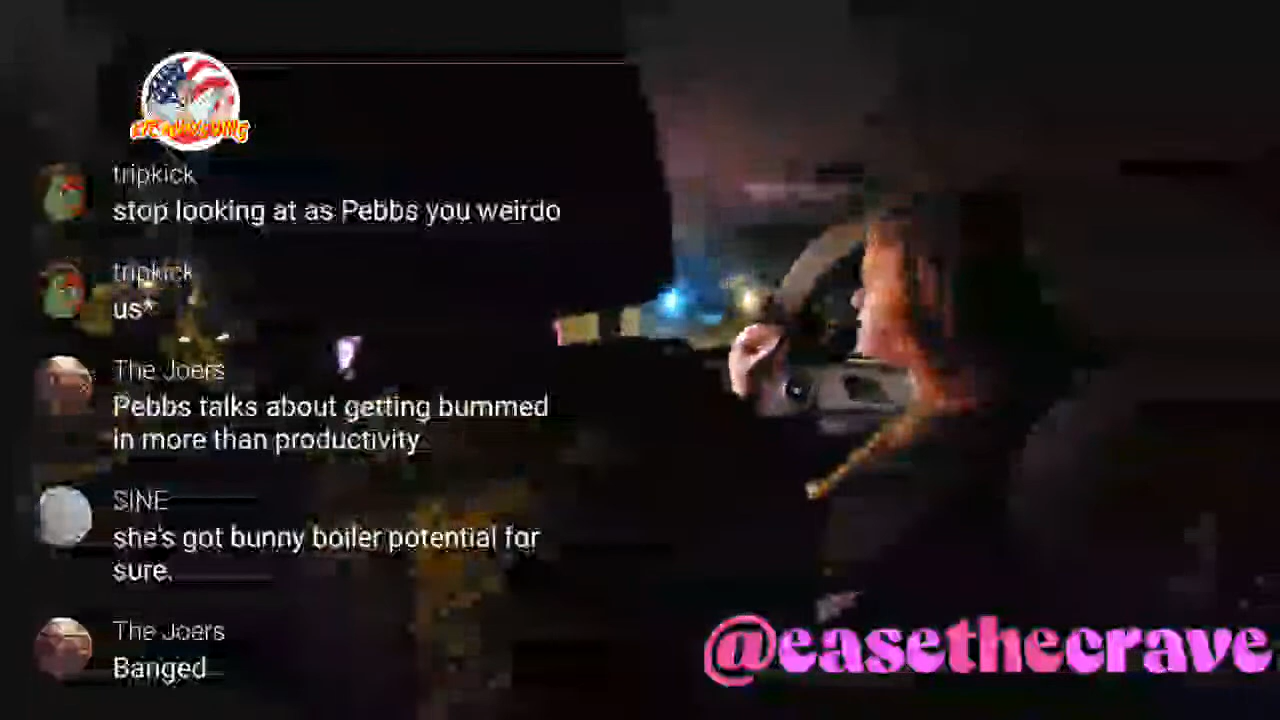 tripkick
stop looking at as Pebbs you weirdo
tripkick
us*
The Joers
Pebbs talks about getting bummed
in more than productivity
SINE
she's got bunny boiler potential for
sure.
The Joers
Banged
@easethecrave